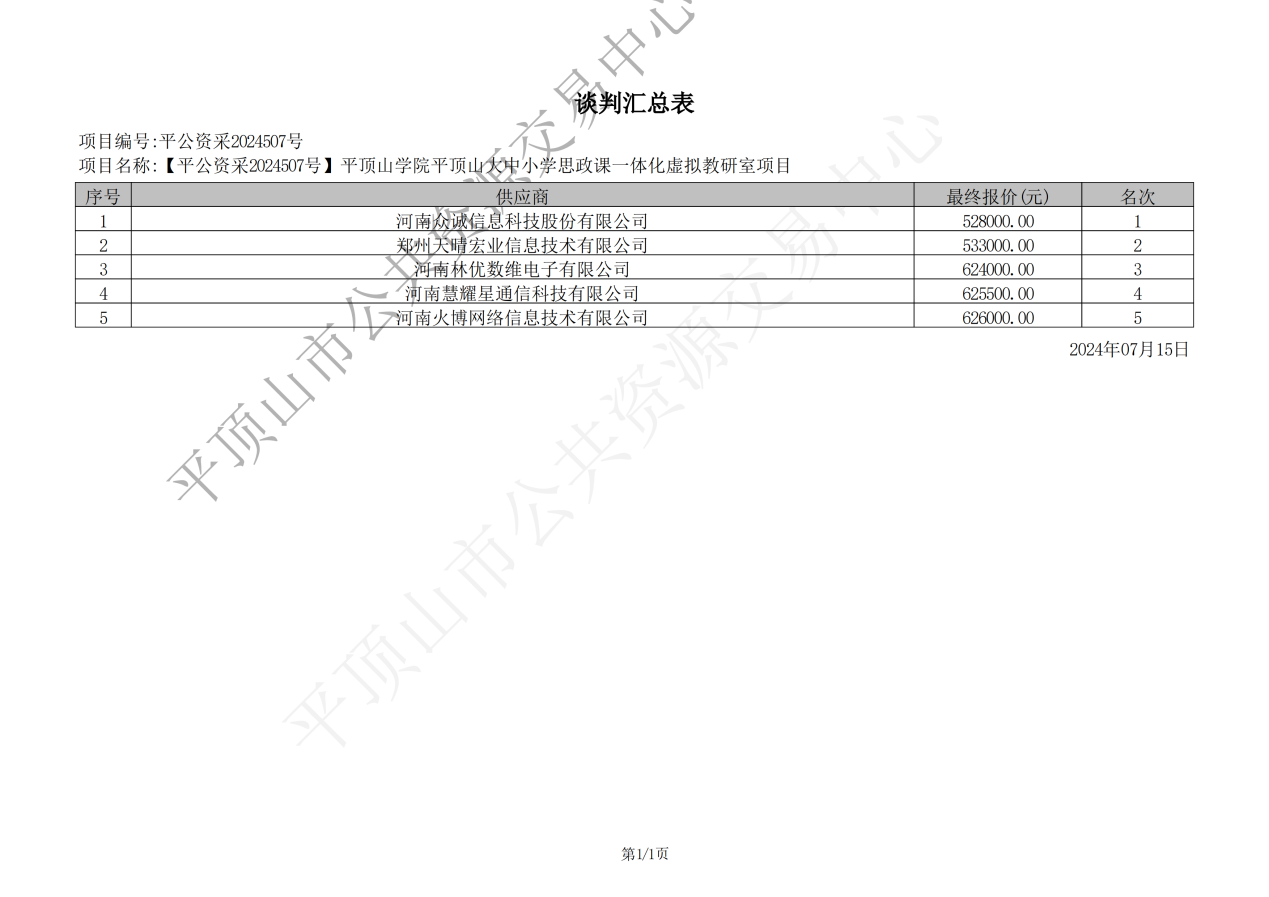 谈判汇总表
项目编号:平公资采2024507号
项目名称:【平公资采2024507号】平顶山学院平顶山大中小学思政课一体化虚拟教研室项目
序号 供应商 最终报价(元) 名次
1 河南众诚信息科技股份有限公司 528000.00 1
2 郑州天晴宏业信息技术有限公司 533000.00 2
3 河南林优数维电子有限公司 624000.00 3
4 河南慧耀星通信科技有限公司 625500.00 4
5 河南火博网络信息技术有限公司 626000.00 5
2024年07月15日
平顶山市公共资源交易中心
平顶山市公共资源交易中心
第1/1页